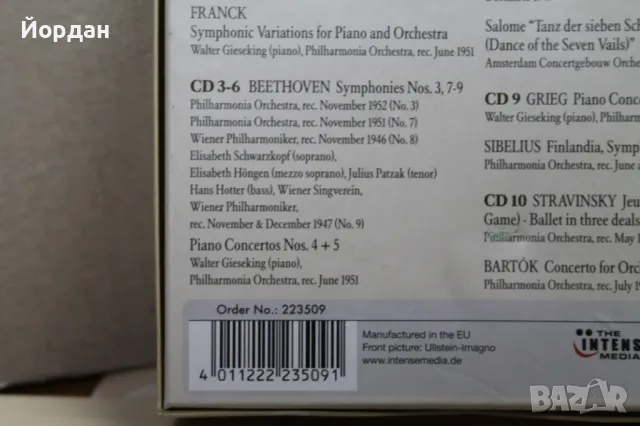 Йордан
FRANCK
Symphonic Variations for Piano and Orchestra
Walter Gieseking (piano), Philharmonia Orchestra, rec. June 1951
CD 3-6 BEETHOVEN Symphonies Nos. 3, 7-9
Philharmonia Orchestra, rec. November 1952 (No. 3)
Philharmonia Orchestra, rec. November 1951 (No. 7)
Wiener Philharmoniker, rec. November 1946 (No. 8)
Elisabeth Schwarzkopf (soprano),
Elisabeth Höngen (mezzo soprano), Julius Patzak (tenor)
Hans Hotter (bass), Wiener Singverein,
Wiener Philharmoniker,
rec. November & December 1947 (No. 9)
Piano Concertos Nos. 4 + 5
Walter Gieseking (piano),
Philharmonia Orchestra, rec. June 1951
Salome "Tanz der sieben Sch
(Dance of the Seven Vails)"
Amsterdam Concertgebouw Orche
CD 9 GRIEG Piano Conce
Walter Gieseking (piano), Philharm
SIBELIUS Finlandia, Symp
Philharmonia Orchestra, rec. June a
CD 10 STRAVINSKY Jeu
Game) - Ballet in three deals
Philharmonia Orchestra, rec. May 1
BARTÓK Concerto for Orc
Philharmonia Orchestra, rec. July 19
Order No.: 223509
4 011222 235091
Manufactured in the EU
Front picture: Ullstein-Imagno
www.intensemedia.de
THE
INTENSE
MEDIA
BAZAR